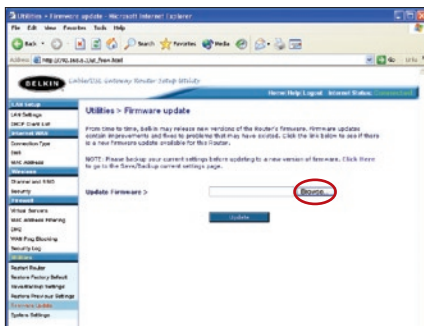 Utilities > Firmware update - Microsoft Internet Explorer
File Edit View Favorites Tools Help
Back Search Favorites Media
Address
Go Links
BELKIN Cable/DSL Gateway Router Setup Utility
Home Help Logout Internet Status: Connected
LAN Setup
LAN Settings
DHCP Client List
Internet WAN
Connection Type
DNS
MAC Address
Wireless
Channel and SSID
Security
Firewall
Virtual Servers
MAC Address Filtering
DMZ
WAN Ping Blocking
Security Log
Utilities
Restart Router
Restore Factory Default
Save/Backup Settings
Restore Previous Settings
Firmware Update
System Settings
Utilities > Firmware update
From time to time, Belkin may release new versions of the Router's firmware. Firmware updates
contain improvements and fixes to problems that may have existed. Click the link below to see if there
is a new firmware update available for this Router.
NOTE: Please backup your current settings before updating to a new version of firmware. Click Here
to go to the Save/Backup current settings page.
Update Firmware >
Browse...
Update